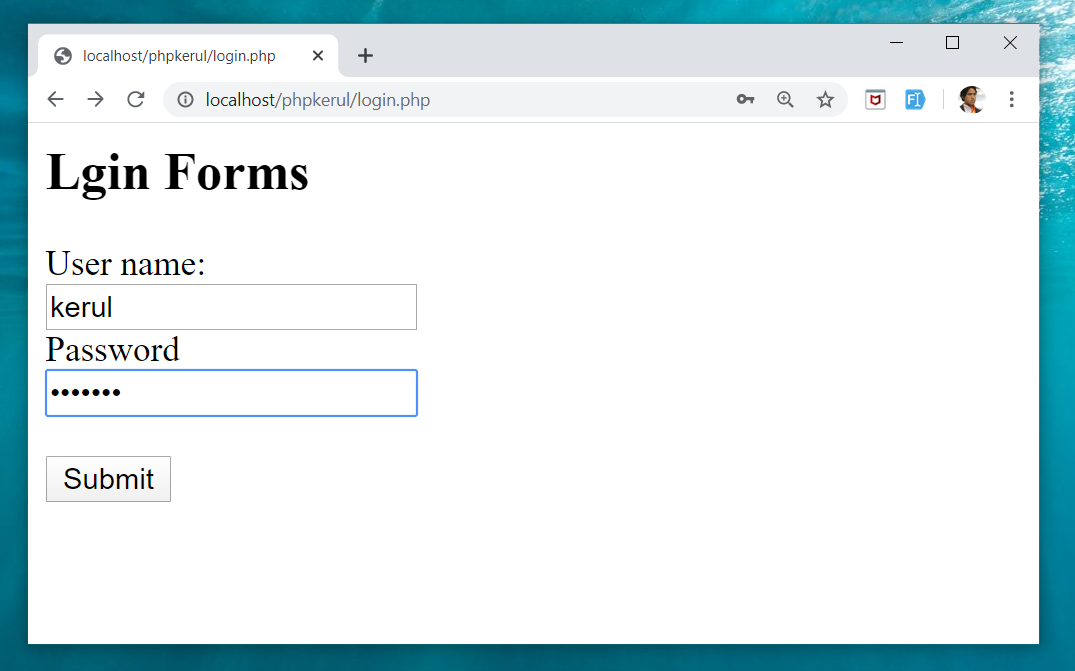 localhost/phpkerul/login.php
localhost/phpkerul/login.php
Lgin Forms
User name:
kerul
Password
•••••••
Submit